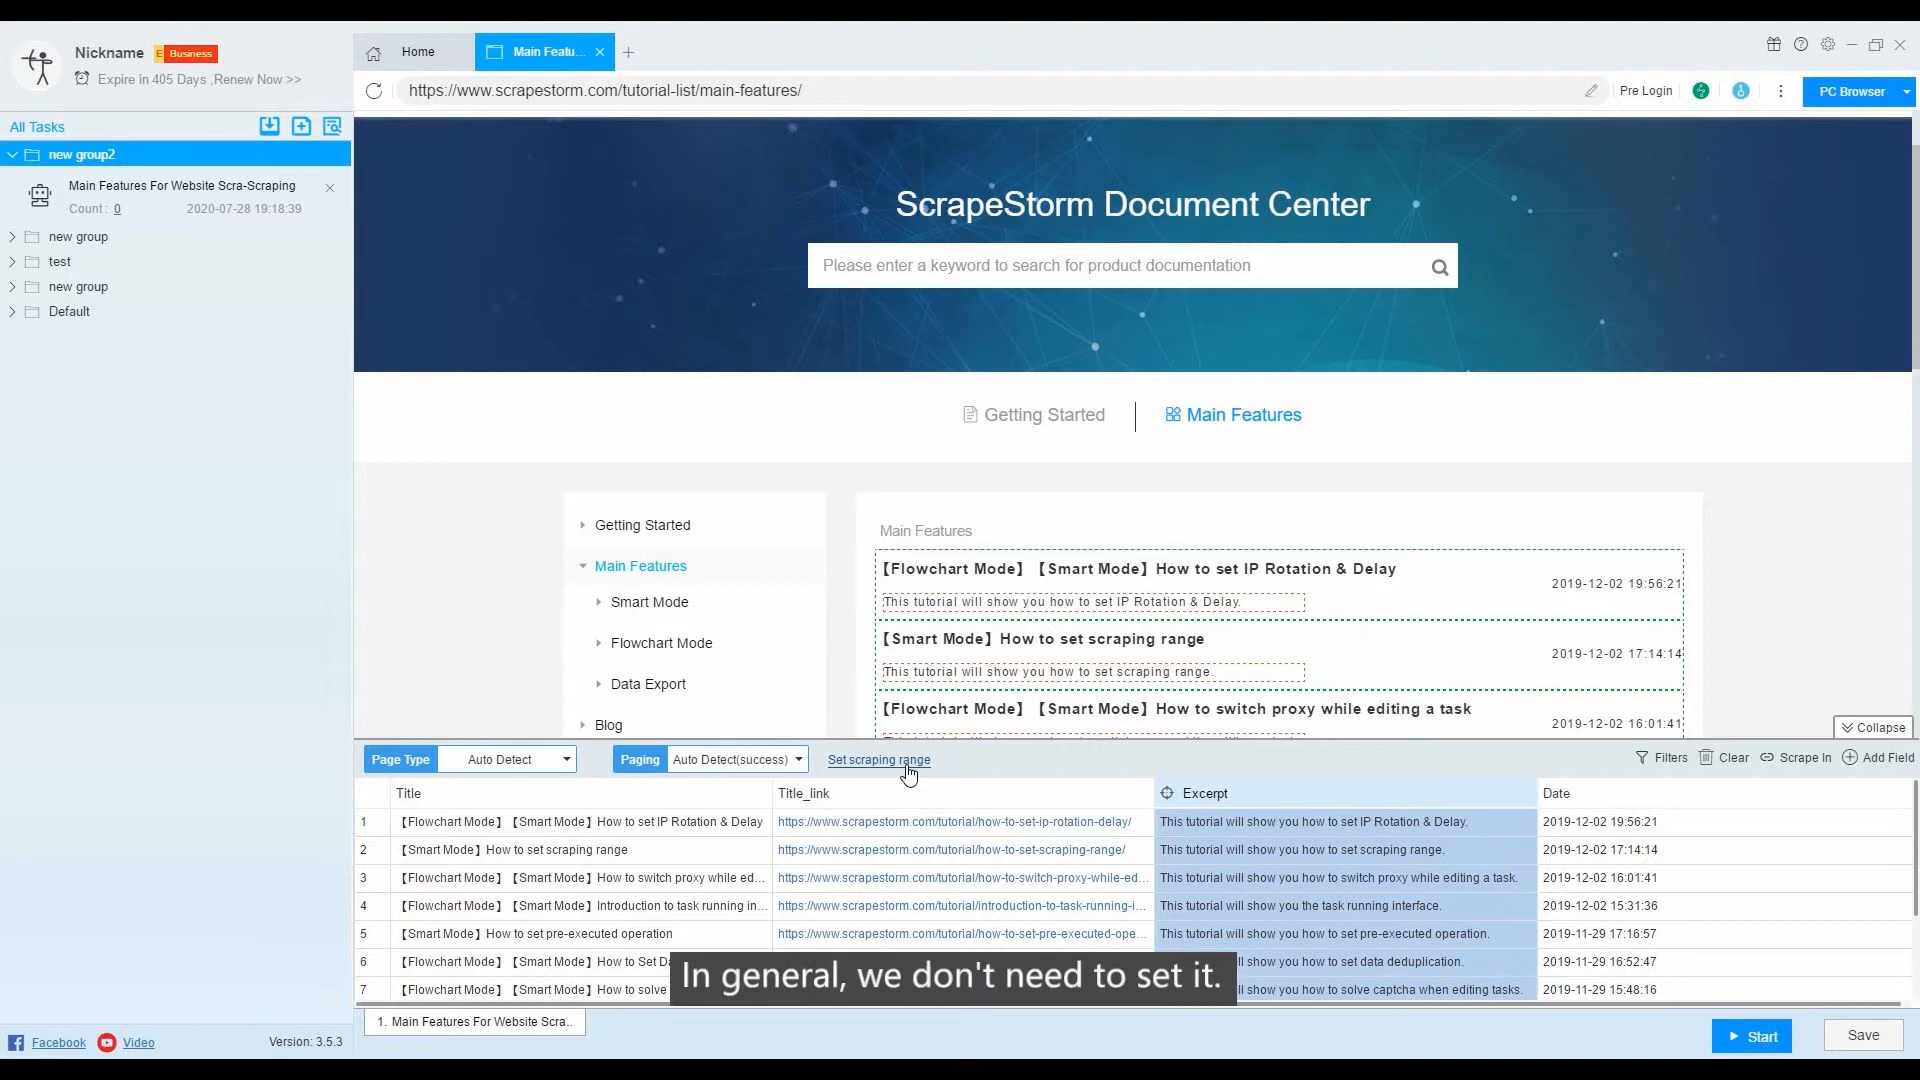 Nickname E Business
Expire in 405 Days ,Renew Now >>
All Tasks
new group2
Main Features For Website Scra-Scraping
Count : 0 2020-07-28 19:18:39
new group
test
new group
Default
Facebook Video Version: 3.5.3
Home Main Featu...
https://www.scrapestorm.com/tutorial-list/main-features/ Pre Login PC Browser
ScrapeStorm Document Center
Please enter a keyword to search for product documentation
Getting Started Main Features
Getting Started
Main Features
Smart Mode
Flowchart Mode
Data Export
Blog
Main Features
【Flowchart Mode】【Smart Mode】How to set IP Rotation & Delay
2019-12-02 19:56:21
This tutorial will show you how to set IP Rotation & Delay.
【Smart Mode】How to set scraping range
2019-12-02 17:14:14
This tutorial will show you how to set scraping range.
【Flowchart Mode】【Smart Mode】How to switch proxy while editing a task
2019-12-02 16:01:41
Collapse
Page Type Auto Detect Paging Auto Detect(success) Set scraping range Filters Clear Scrape In Add Field
Title Title_link Excerpt Date
1 【Flowchart Mode】【Smart Mode】How to set IP Rotation & Delay https://www.scrapestorm.com/tutorial/how-to-set-ip-rotation-delay/ This tutorial will show you how to set IP Rotation & Delay. 2019-12-02 19:56:21
2 【Smart Mode】How to set scraping range https://www.scrapestorm.com/tutorial/how-to-set-scraping-range/ This tutorial will show you how to set scraping range. 2019-12-02 17:14:14
3 【Flowchart Mode】【Smart Mode】How to switch proxy while ed... https://www.scrapestorm.com/tutorial/how-to-switch-proxy-while-ed... This toturial will show you how to switch proxy while editing a task. 2019-12-02 16:01:41
4 【Flowchart Mode】【Smart Mode】Introduction to task running in... https://www.scrapestorm.com/tutorial/introduction-to-task-running-i... This tutorial will show you the task running interface. 2019-12-02 15:31:36
5 【Smart Mode】How to set pre-executed operation https://www.scrapestorm.com/tutorial/how-to-set-pre-executed-ope... This tutorial will show you how to set pre-executed operation. 2019-11-29 17:16:57
6 【Flowchart Mode】【Smart Mode】How to Set Da ll show you how to set data deduplication. 2019-11-29 16:52:47
7 【Flowchart Mode】【Smart Mode】How to solve ll show you how to solve captcha when editing tasks. 2019-11-29 15:48:16
In general, we don't need to set it.
1. Main Features For Website Scra..
Start Save